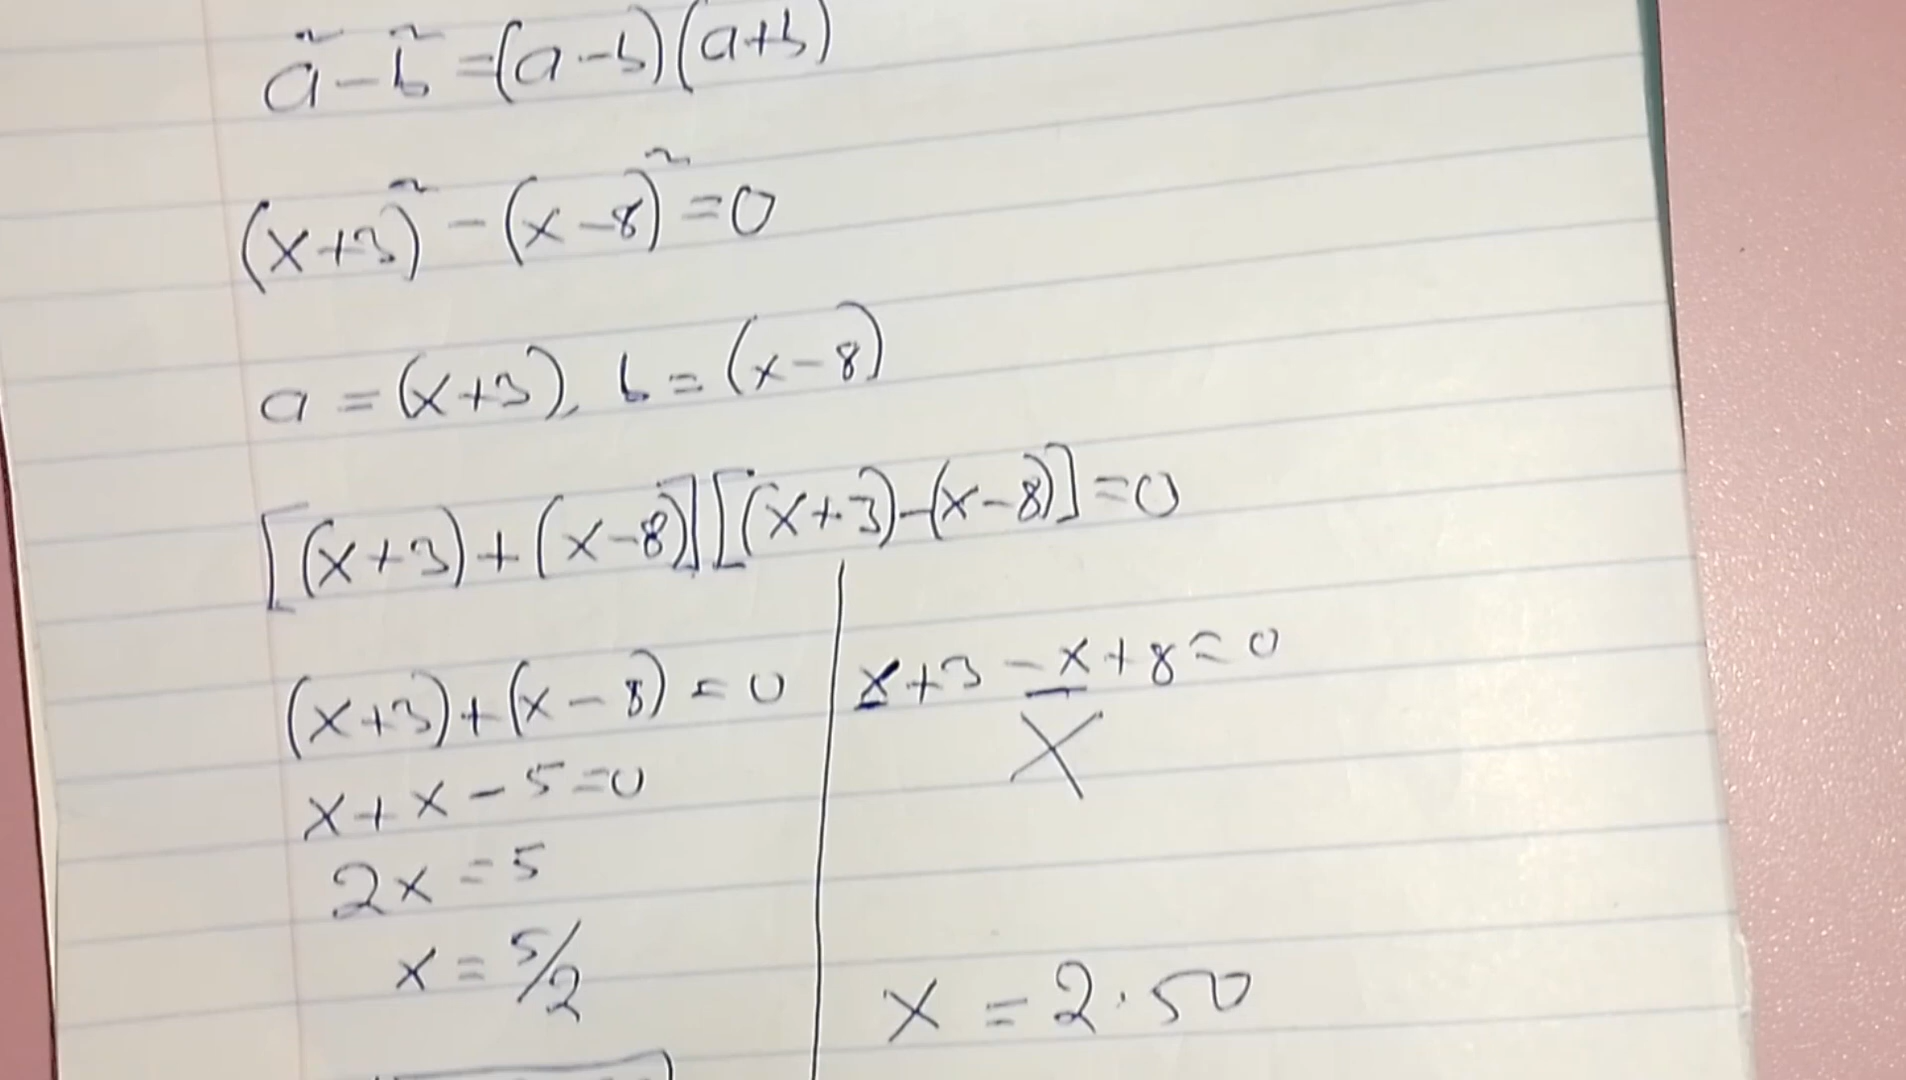 a² - b² = (a - b)(a + b)
(x + 3)² - (x - 8)² = 0
a = (x + 3), b = (x - 8)
[(x + 3) + (x - 8)][(x + 3) - (x - 8)] = 0
(x + 3) + (x - 8) = 0
x + x - 5 = 0
2x = 5
x = 5/2
x + 3 - x + 8 = 0
X
x = 2.50